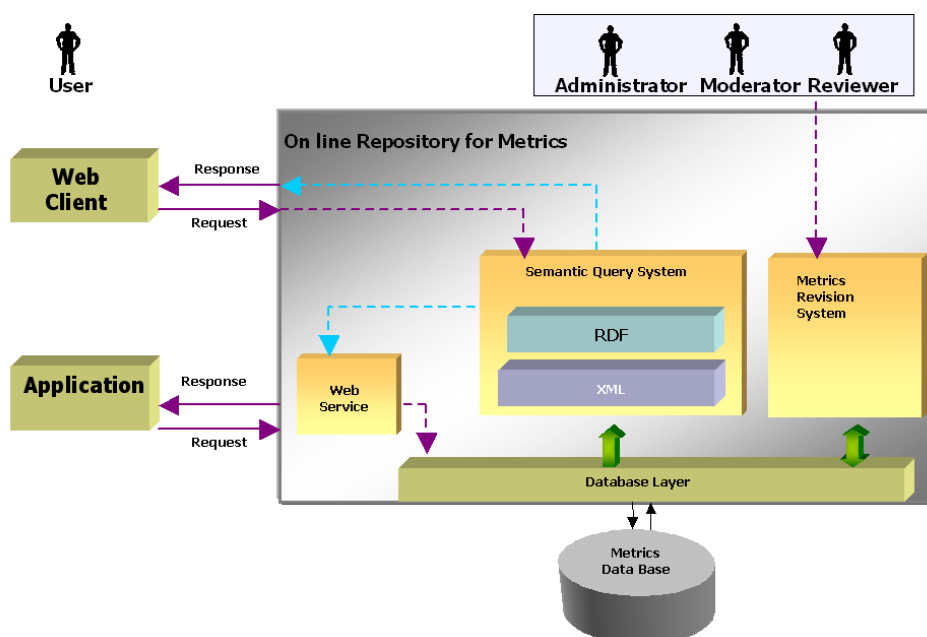 User
Administrator Moderator Reviewer
On line Repository for Metrics
Web
Client
Response
Request
Semantic Query System
RDF
XML
Metrics
Revision
System
Application
Response
Request
Web
Service
Database Layer
Metrics
Data Base